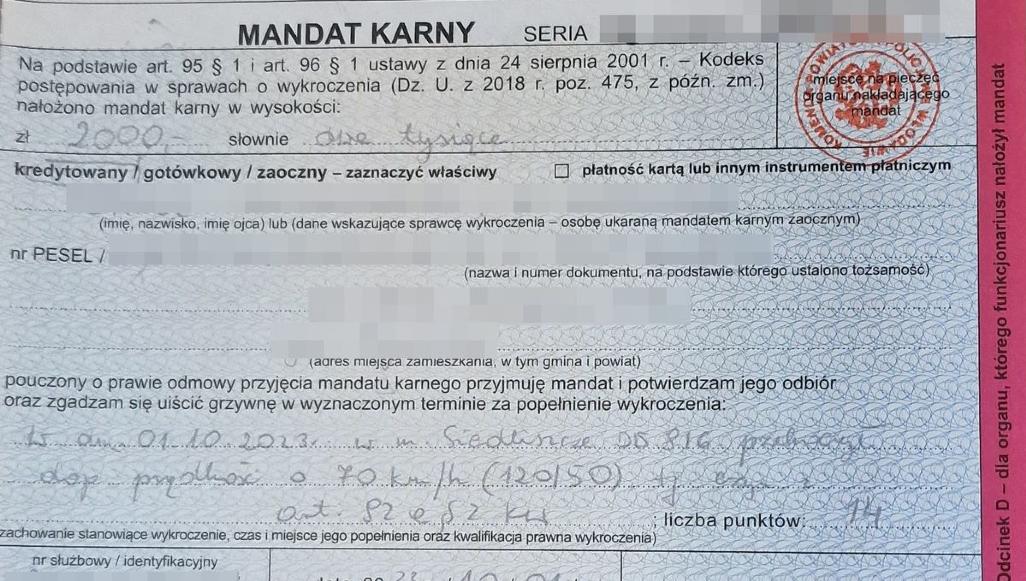 MANDAT KARNY SERIA
Na podstawie art. 95 § 1 i art. 96 § 1 ustawy z dnia 24 sierpnia 2001 r. – Kodeks
postępowania w sprawach o wykroczenia (Dz. U. z 2018 r. poz. 475, z późn. zm.)
nałożono mandat karny w wysokości:
miejsce na pieczęć
organu nakładającego
mandat
zł 2000, słownie dwa tysiące
kredytowany / gotówkowy / zaoczny – zaznaczyć właściwy
płatność kartą lub innym instrumentem płatniczym
(imię, nazwisko, imię ojca) lub (dane wskazujące sprawcę wykroczenia – osobę ukaraną mandatem karnym zaocznym)
nr PESEL /
(nazwa i numer dokumentu, na podstawie którego ustalono tożsamość)
(adres miejsca zamieszkania, w tym gmina i powiat)
pouczony o prawie odmowy przyjęcia mandatu karnego przyjmuję mandat i potwierdzam jego odbiór
oraz zgadzam się uiścić grzywnę w wyznaczonym terminie za popełnienie wykroczenia:
w dn. 01.10.2023 w m. Siedliszcze DD 816 przekroczył
dop prędkość o 70 km/h (120/50) tj czyn z
art. 92a §2 kw ; liczba punktów: 14
zachowanie stanowiące wykroczenie, czas i miejsce jego popełnienia oraz kwalifikacja prawna wykroczenia)
nr służbowy / identyfikacyjny
Odcinek D – dla organu, którego funkcjonariusz nałożył mandat